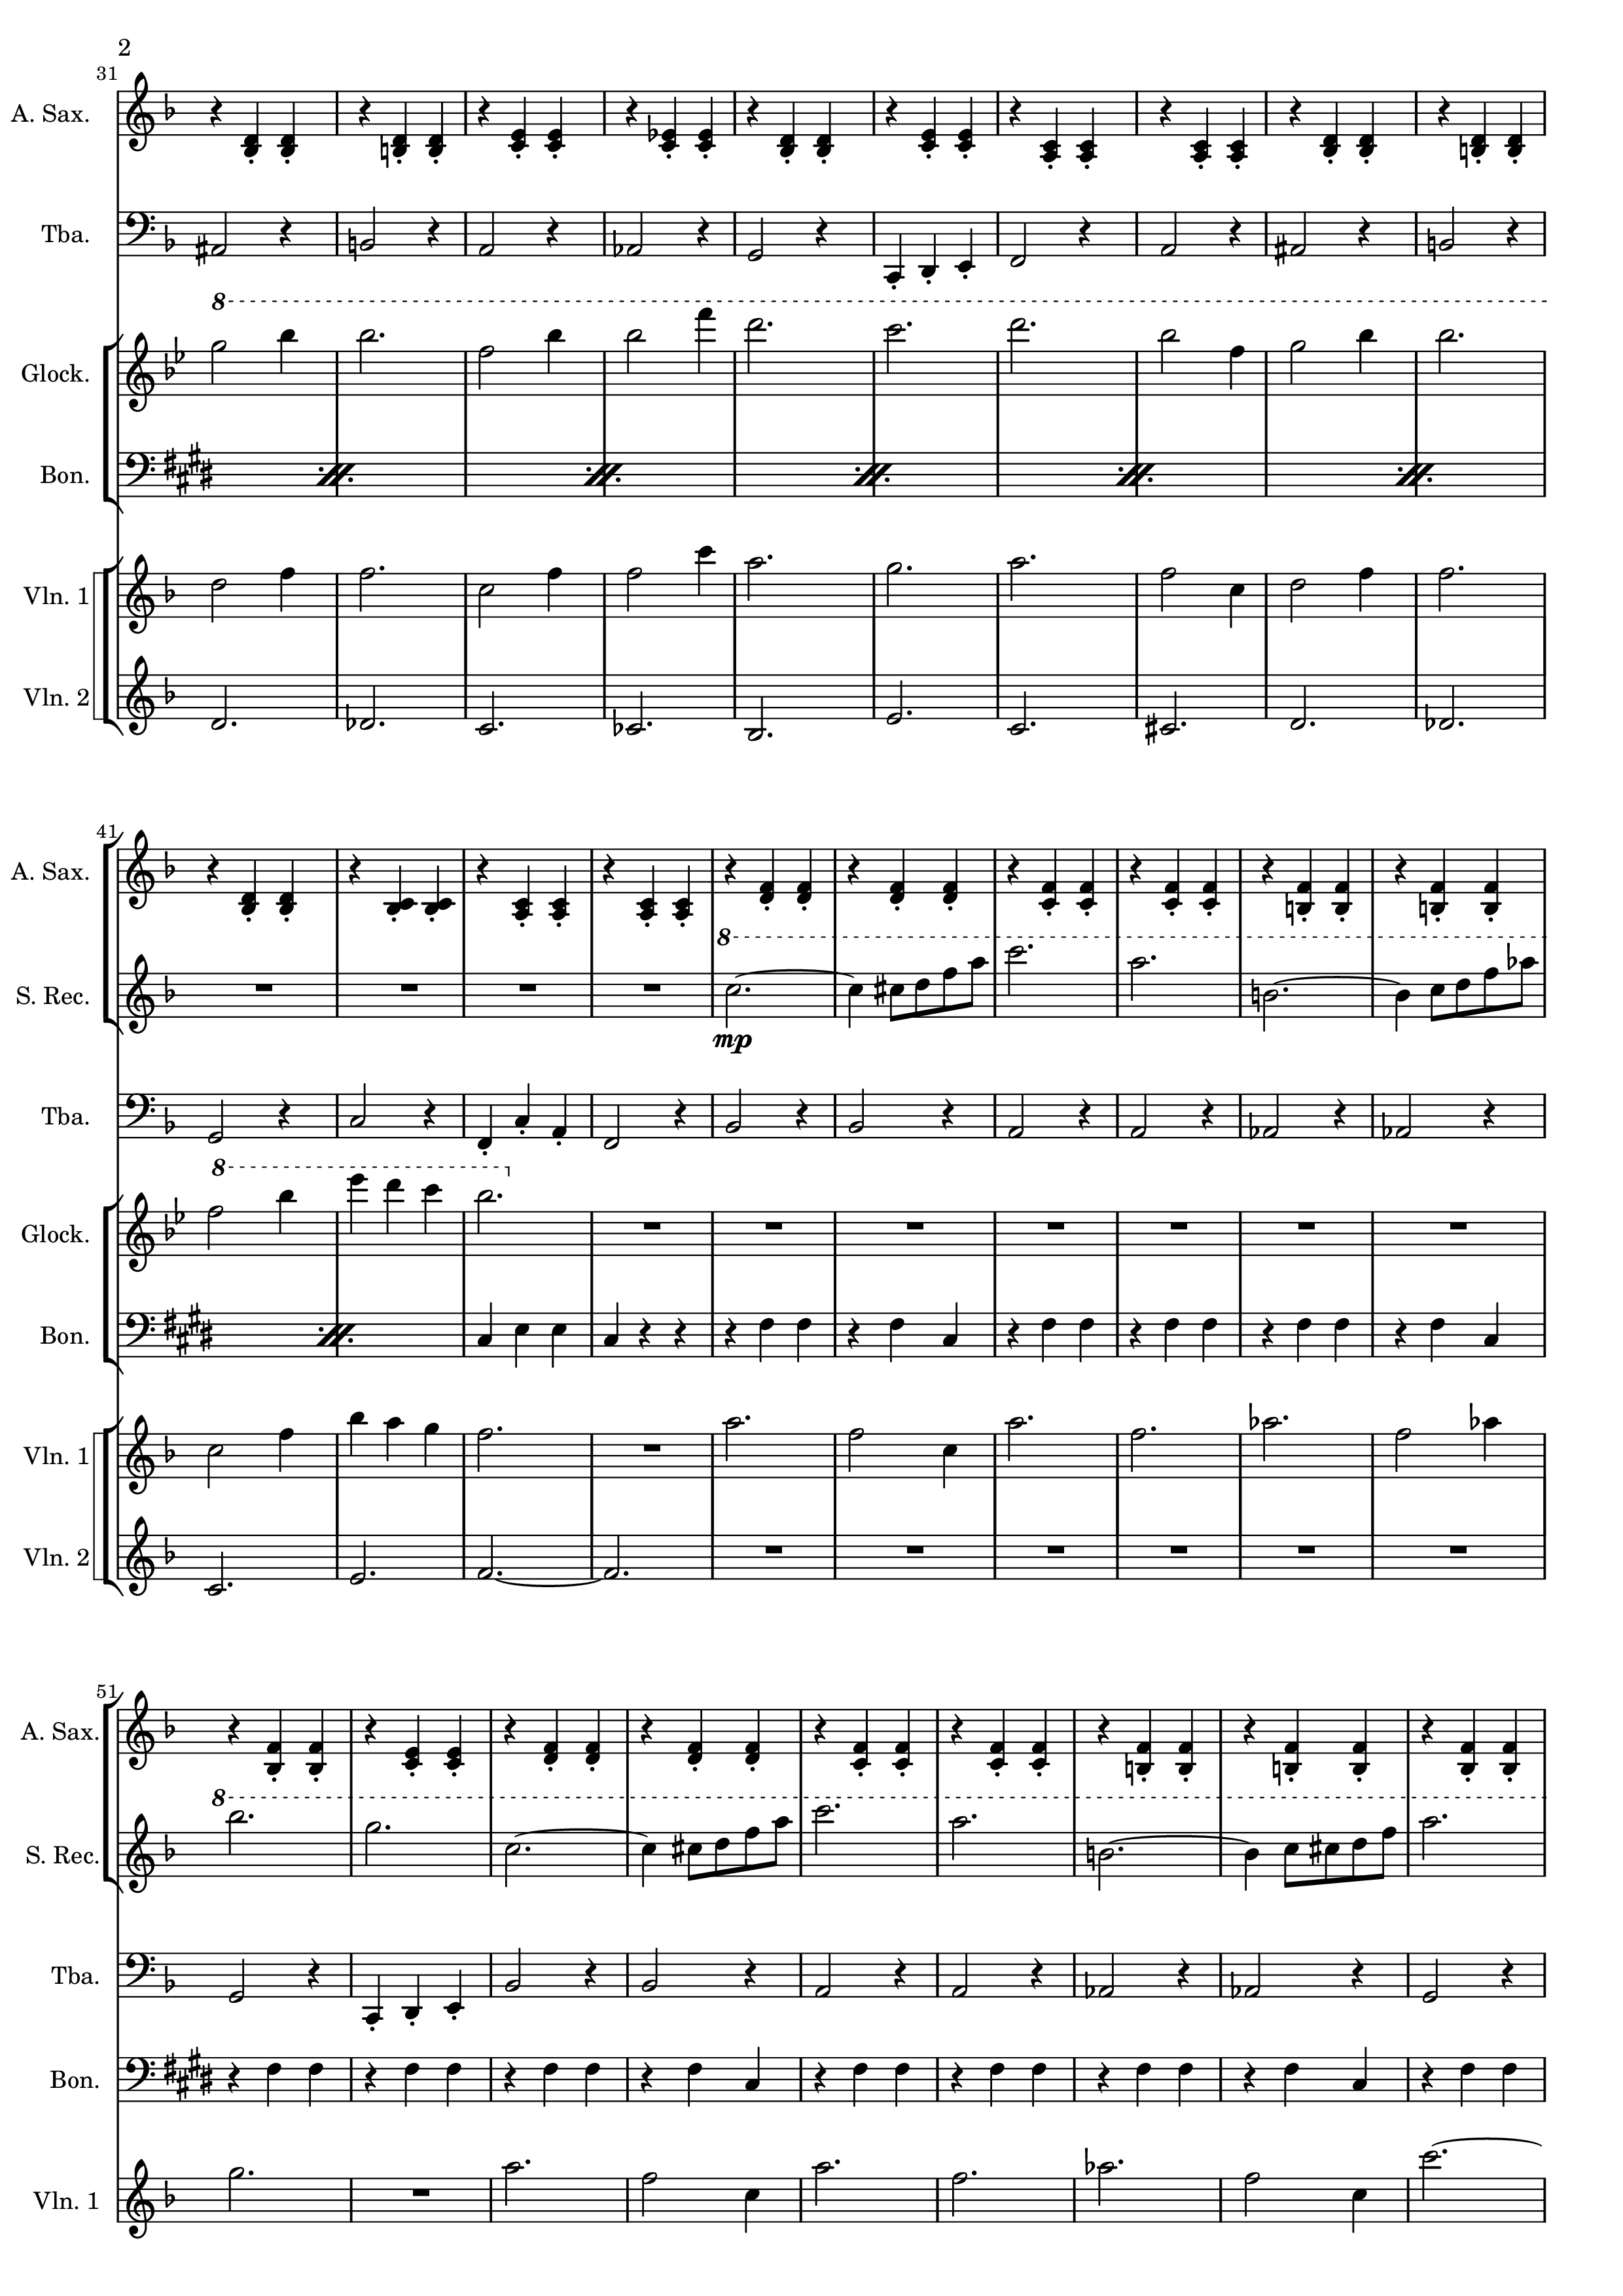 2
31
A. Sax.
Tba.
8
Glock.
Bon.
Vln. 1
Vln. 2
41
A. Sax.
8
S. Rec.
mp
Tba.
8
Glock.
Bon.
Vln. 1
Vln. 2
51
A. Sax.
8
S. Rec.
Tba.
Bon.
Vln. 1